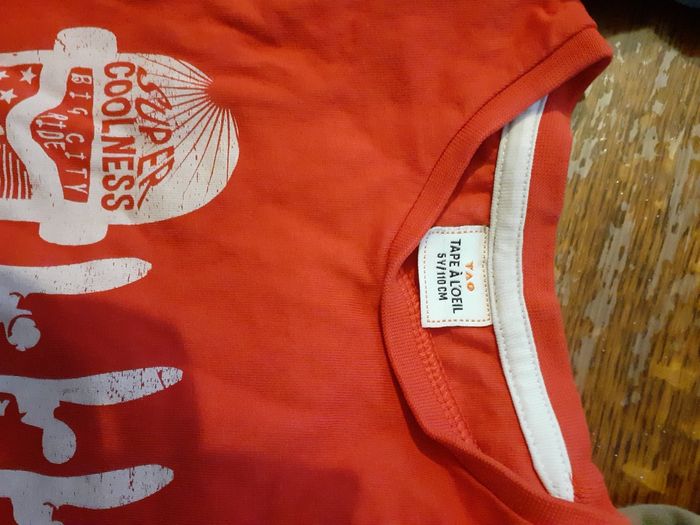 SUPER
COOLNESS
BIG CITY
RIDE
TAO
TAPE À L'OEIL
5Y/110CM